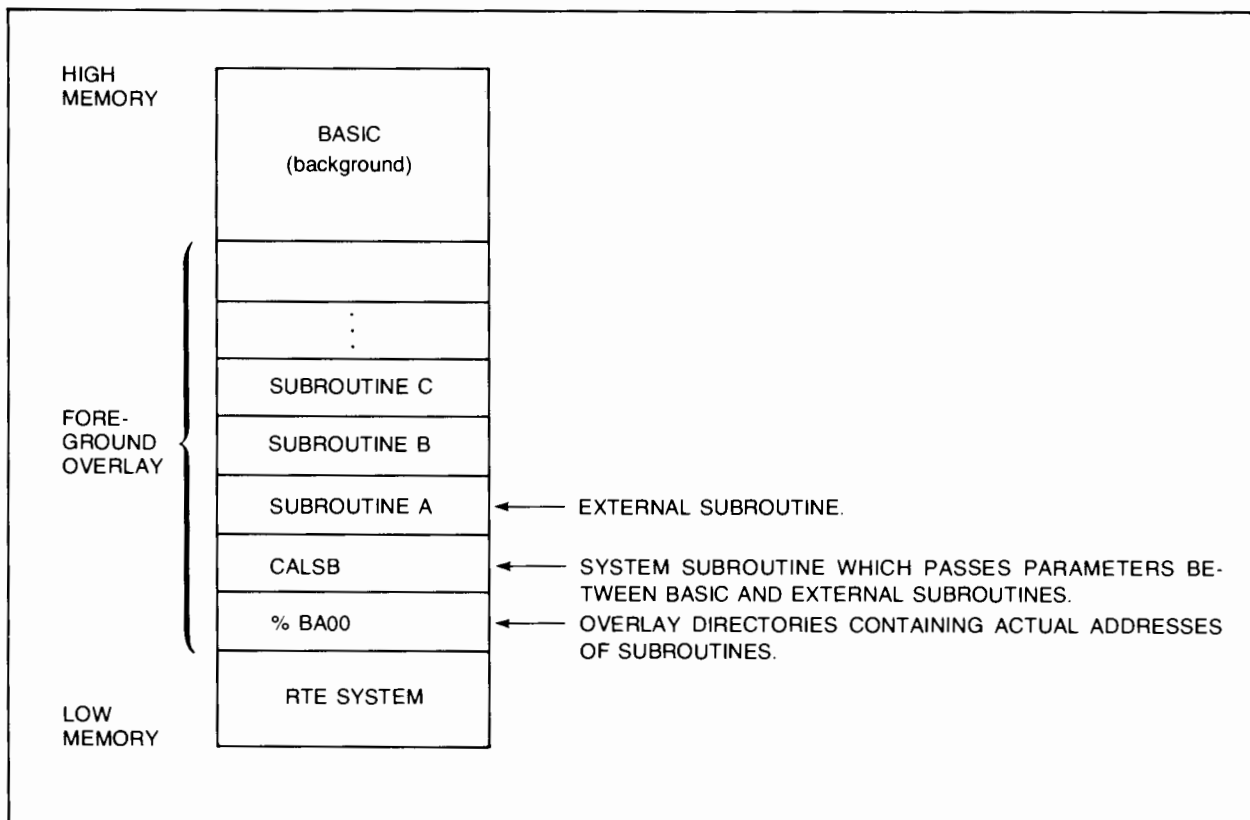 HIGH
MEMORY
BASIC
(background)
.
.
.
SUBROUTINE C
FORE-
GROUND
OVERLAY
SUBROUTINE B
SUBROUTINE A
EXTERNAL SUBROUTINE.
CALSB
SYSTEM SUBROUTINE WHICH PASSES PARAMETERS BE-
TWEEN BASIC AND EXTERNAL SUBROUTINES.
% BA00
OVERLAY DIRECTORIES CONTAINING ACTUAL ADDRESSES
OF SUBROUTINES.
RTE SYSTEM
LOW
MEMORY